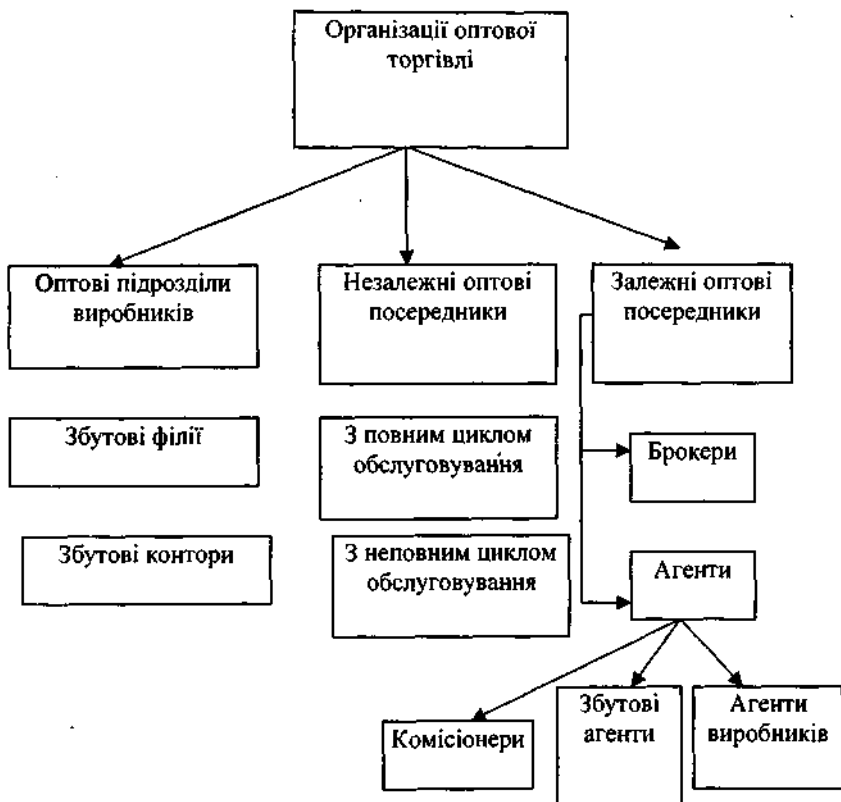 Організації оптової
торгівлі
Оптові підрозділи
виробників
Незалежні оптові
посередники
Залежні оптові
посередники
Збутові філії
З повним циклом
обслуговування
Брокери
Збутові контори
З неповним циклом
обслуговування
Агенти
Комісіонери
Збутові
агенти
Агенти
виробників